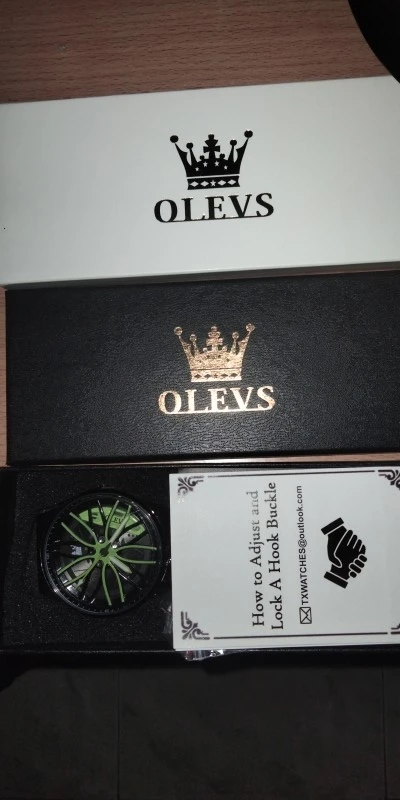 OLEVS
OLEVS
How to Adjust and
Lock A Hook Buckle
TXWATCHES@outlook.com